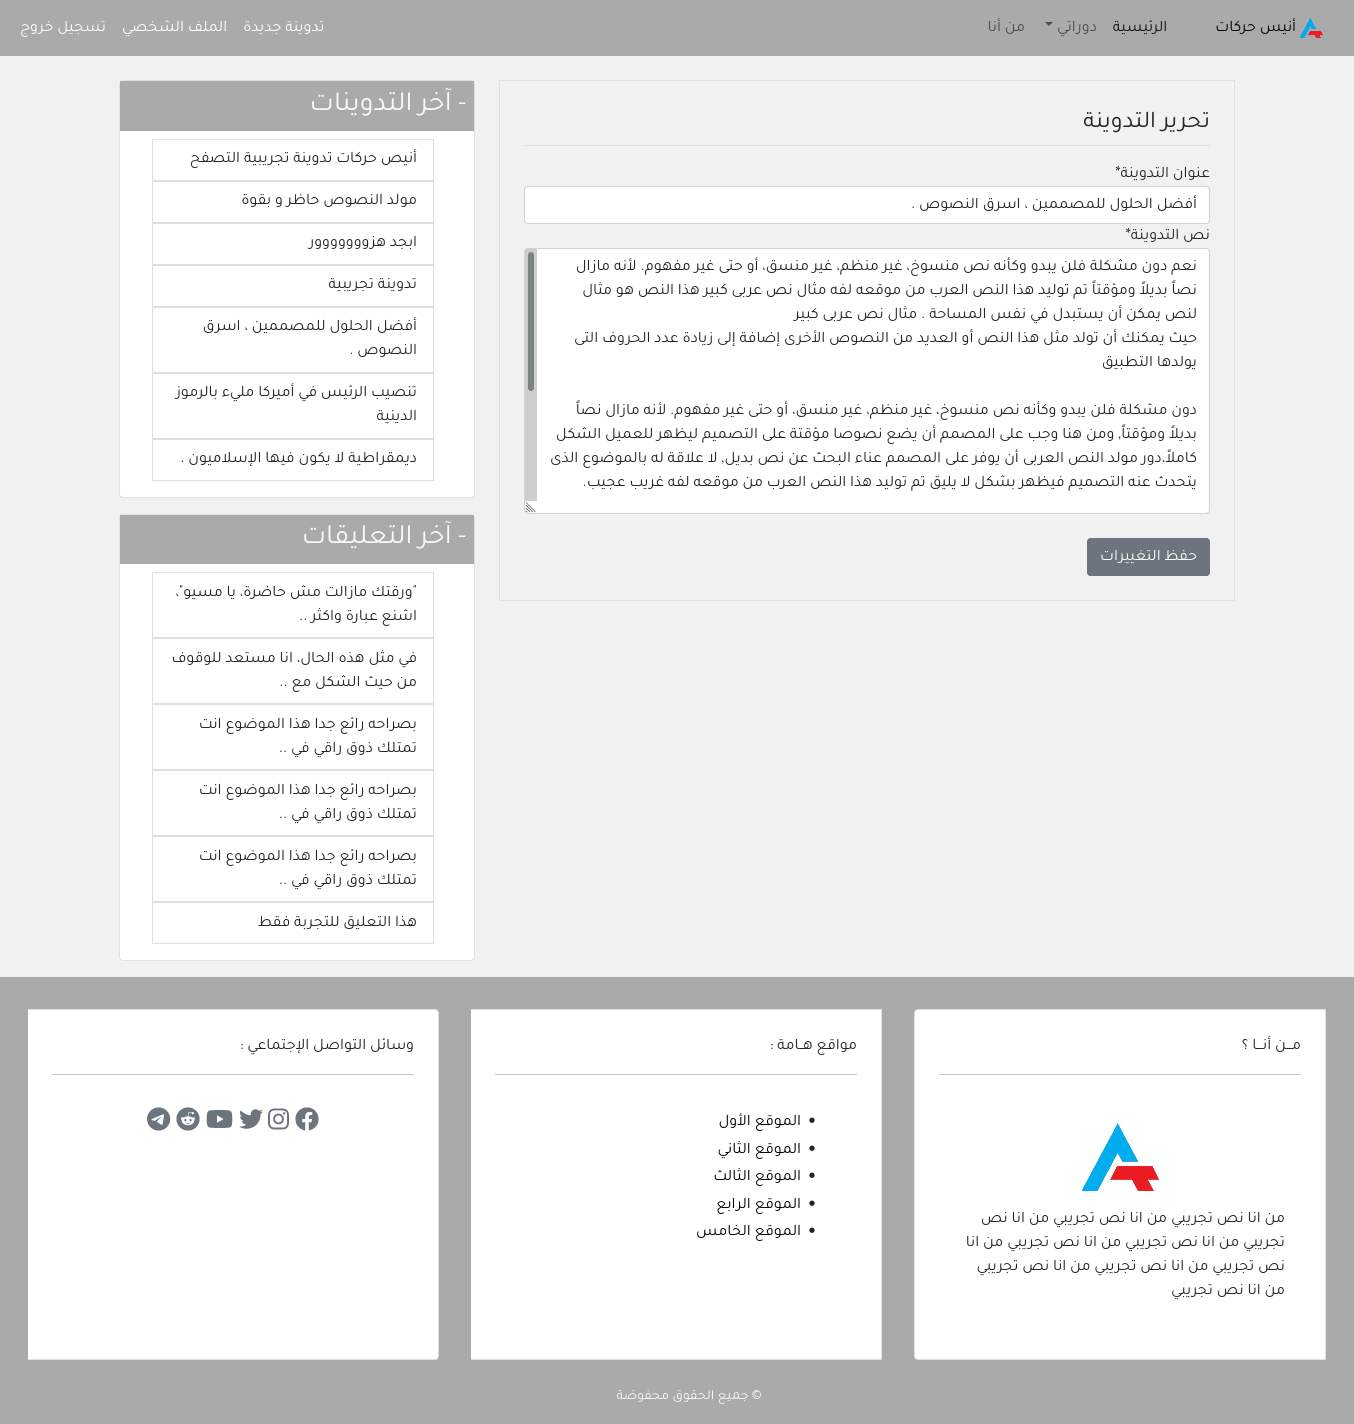 أنيس حركات
الرئيسية
دوراتي
من أنا
تدوينة جديدة
الملف الشخصي
تسجيل خروج
تحرير التدوينة
عنوان التدوينة*
أفضل الحلول للمصممين ، اسرق النصوص .
نص التدوينة*
نعم دون مشكلة فلن يبدو وكأنه نص منسوخ، غير منظم، غير منسق، أو حتى غير مفهوم. لأنه مازال
نصاً بديلاً ومؤقتاً تم توليد هذا النص العرب من موقعه لفه مثال نص عربى كبير هذا النص هو مثال
لنص يمكن أن يستبدل في نفس المساحة . مثال نص عربى كبير
حيث يمكنك أن تولد مثل هذا النص أو العديد من النصوص الأخرى إضافة إلى زيادة عدد الحروف التى
يولدها التطبيق
دون مشكلة فلن يبدو وكأنه نص منسوخ، غير منظم، غير منسق، أو حتى غير مفهوم. لأنه مازال نصاً
بديلاً ومؤقتاً, ومن هنا وجب على المصمم أن يضع نصوصا مؤقتة على التصميم ليظهر للعميل الشكل
كاملاً،دور مولد النص العربى أن يوفر على المصمم عناء البحث عن نص بديل, لا علاقة له بالموضوع الذى
يتحدث عنه التصميم فيظهر بشكل لا يليق تم توليد هذا النص العرب من موقعه لفه غريب عجيب.
حفظ التغييرات
- آخر التدوينات
أنيص حركات تدوينة تجريبية التصفح
مولد النصوص حاظر و بقوة
ابجد هزوووووووور
تدوينة تجريبية
أفضل الحلول للمصممين ، اسرق
النصوص .
تنصيب الرئيس في أميركا مليء بالرموز
الدينية
ديمقراطية لا يكون فيها الإسلاميون .
- آخر التعليقات
"ورقتك مازالت مش حاضرة، يا مسيو"،
اشنع عبارة واكثر ..
في مثل هذه الحال، انا مستعد للوقوف
من حيث الشكل مع ..
بصراحه رائع جدا هذا الموضوع انت
تمتلك ذوق راقي في ..
بصراحه رائع جدا هذا الموضوع انت
تمتلك ذوق راقي في ..
بصراحه رائع جدا هذا الموضوع انت
تمتلك ذوق راقي في ..
هذا التعليق للتجربة فقط
مــن أنــا ؟
من انا نص تجريبي من انا نص تجريبي من انا نص
تجريبي من انا نص تجريبي من انا نص تجريبي من انا
نص تجريبي من انا نص تجريبي من انا نص تجريبي
من انا نص تجريبي
مواقع هـامة :
الموقع الأول
الموقع الثاني
الموقع الثالث
الموقع الرابع
الموقع الخامس
وسائل التواصل الإجتماعي :
© جميع الحقوق محفوضة